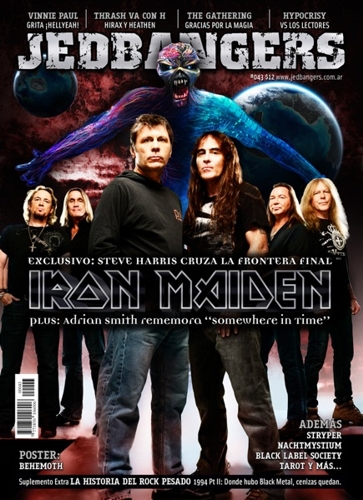 VINNIE PAUL
GRITA ¡HELLYEAH!
THRASH VA CON H
HIRAX Y HEATHEN
THE GATHERING
GRACIAS POR LA MAGIA
HYPOCRISY
VS LOS LECTORES
JEDBANGERS
#043 $12 www.jedbangers.com.ar
EXCLUSIVO: STEVE HARRIS CRUZA LA FRONTERA FINAL
IRON MAIDEN
PLUS: ADRIAN SMITH REMEMORA "SOMEWHERE IN TIME"
POSTER:
BEHEMOTH
ADEMÁS
STRYPER
NACHTMYSTIUM
BLACK LABEL SOCIETY
TAROT Y MÁS...
Suplemento Extra LA HISTORIA DEL ROCK PESADO 1994 Pt II: Donde hubo Black Metal, cenizas quedan.